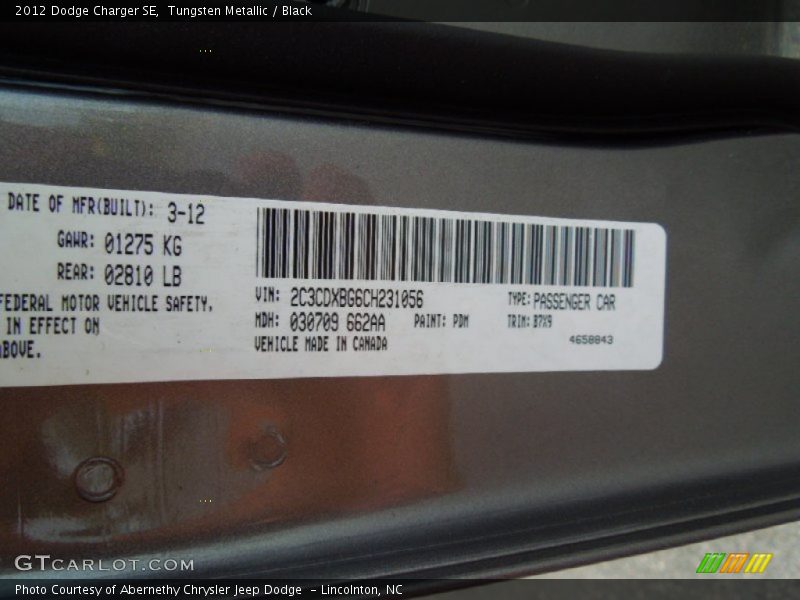 2012 Dodge Charger SE, Tungsten Metallic / Black
DATE OF MFR(BUILT): 3-12
GAWR: 01275 KG
REAR: 02810 LB
FEDERAL MOTOR VEHICLE SAFETY,
IN EFFECT ON
ABOVE.
VIN: 2C3CDXBG6CH231056
TYPE: PASSENGER CAR
MDH: 030709 662AA PAINT: PDM
TRIM: B7X9
VEHICLE MADE IN CANADA
4658843
GTCARLOT.COM
Photo Courtesy of Abernethy Chrysler Jeep Dodge - Lincolnton, NC